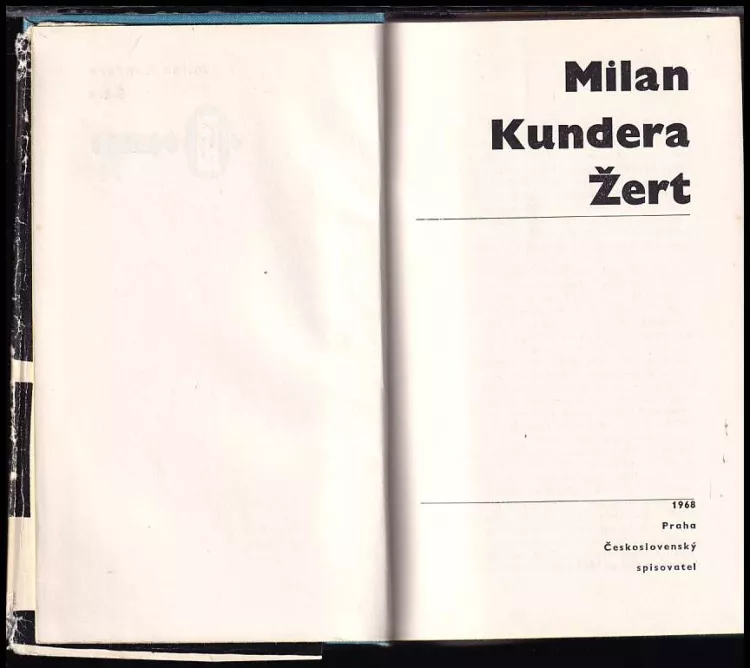 Milan
Kundera
Žert
1968
Praha
Československý
spisovatel